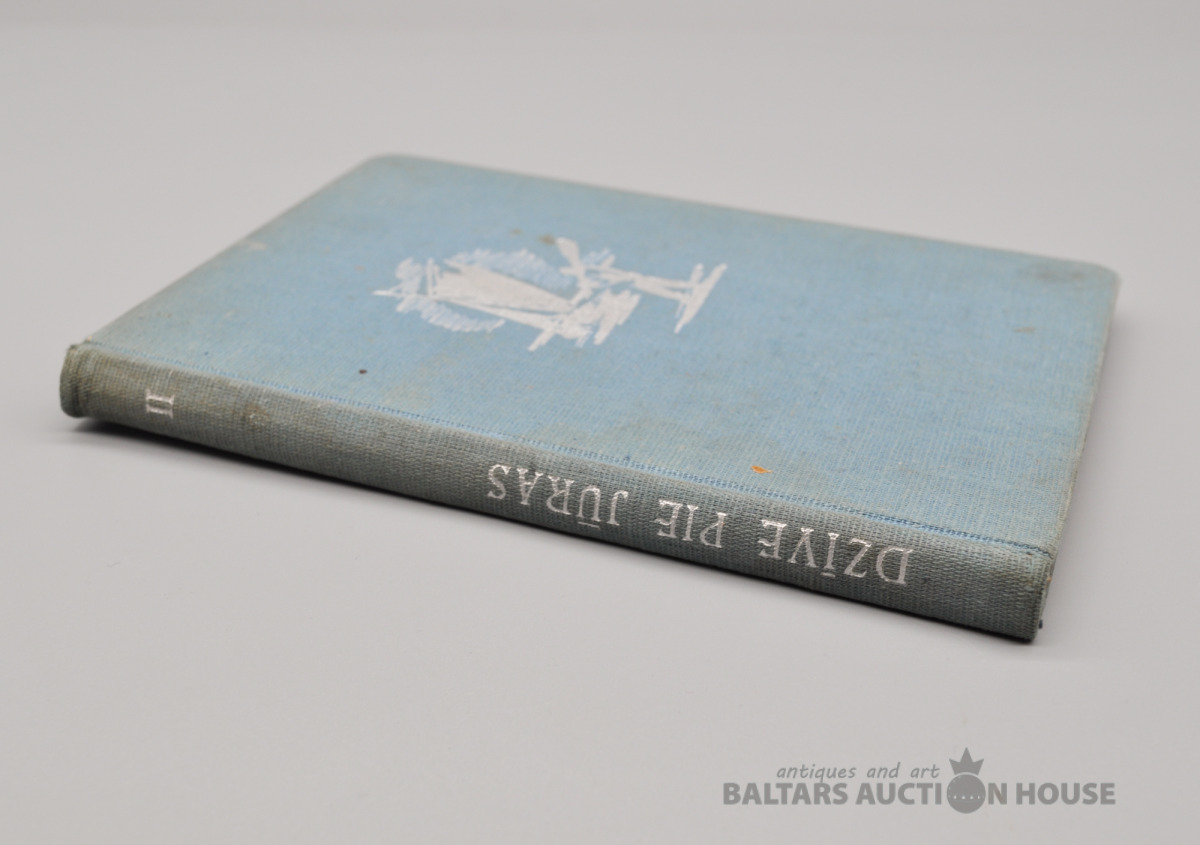 DZĪVE PIE JŪRAS
II
antiques and art
BALTARS AUCTION HOUSE